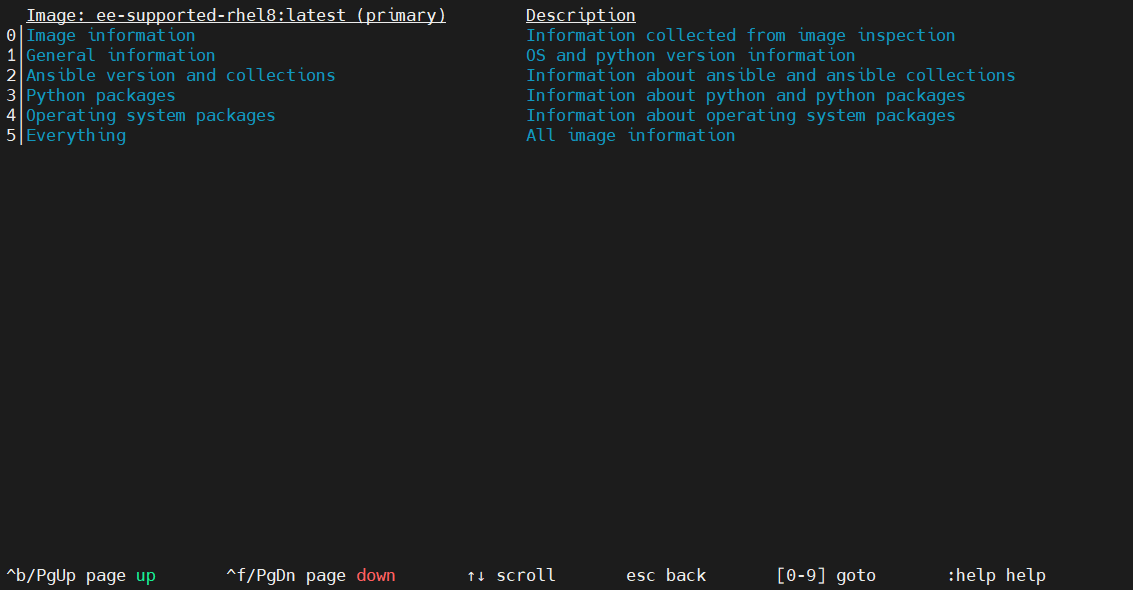 Image: ee-supported-rhel8:latest (primary) Description
0│Image information Information collected from image inspection
1│General information OS and python version information
2│Ansible version and collections Information about ansible and ansible collections
3│Python packages Information about python and python packages
4│Operating system packages Information about operating system packages
5│Everything All image information
^b/PgUp page up ^f/PgDn page down ↑↓ scroll esc back [0-9] goto :help help